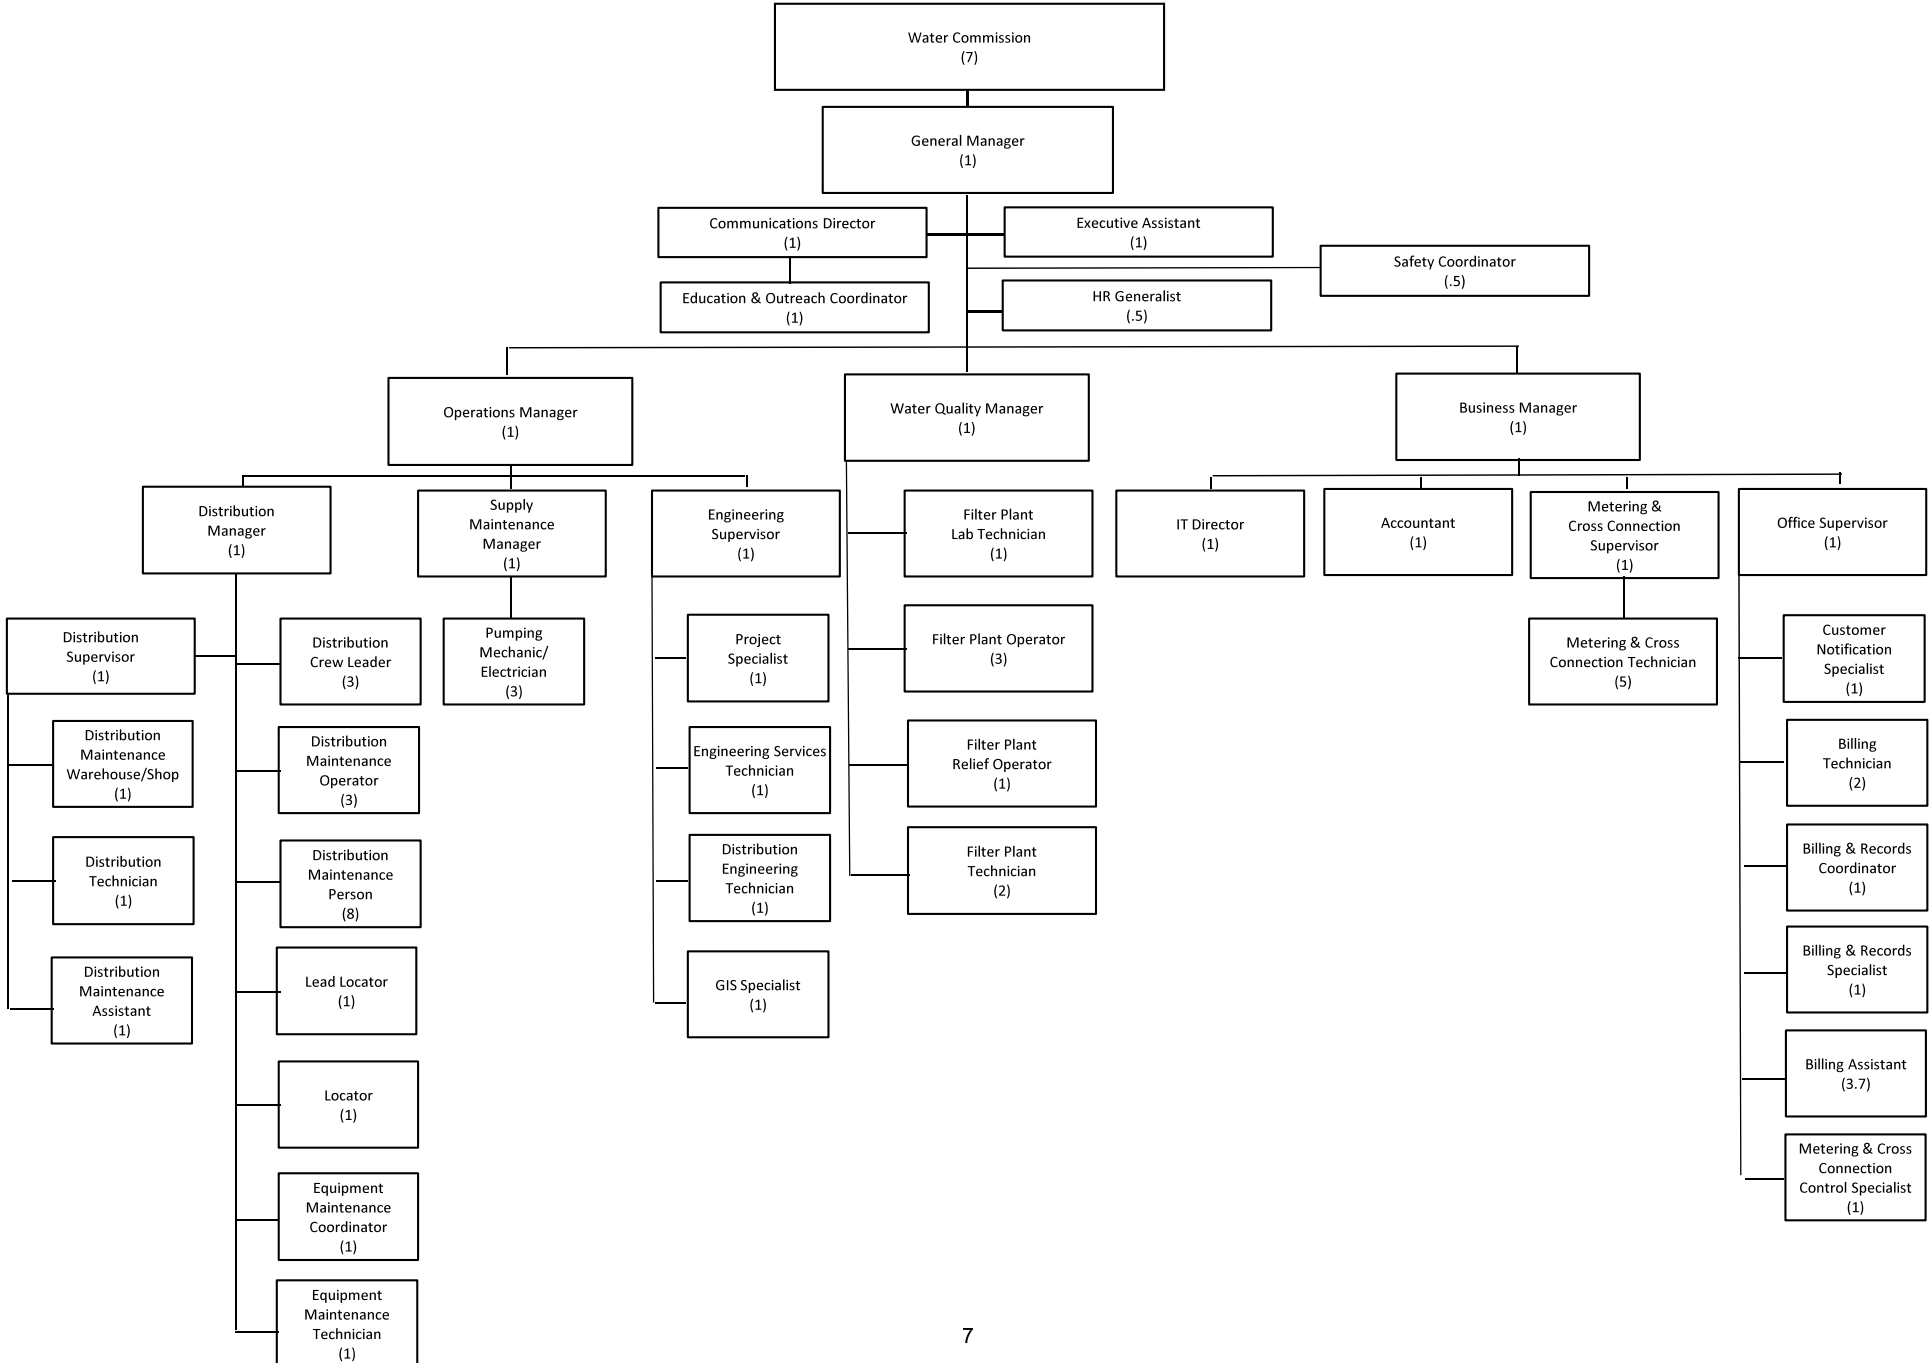 Water Commission
(7)
General Manager
(1)
Communications Director
(1)
Executive Assistant
(1)
Safety Coordinator
(.5)
Education & Outreach Coordinator
(1)
HR Generalist
(.5)
Operations Manager
(1)
Water Quality Manager
(1)
Business Manager
(1)
Distribution
Manager
(1)
Supply
Maintenance
Manager
(1)
Engineering
Supervisor
(1)
Filter Plant
Lab Technician
(1)
IT Director
(1)
Accountant
(1)
Metering &
Cross Connection
Supervisor
(1)
Office Supervisor
(1)
Distribution
Supervisor
(1)
Distribution
Crew Leader
(3)
Pumping
Mechanic/
Electrician
(3)
Project
Specialist
(1)
Filter Plant Operator
(3)
Metering & Cross
Connection Technician
(5)
Customer
Notification
Specialist
(1)
Distribution
Maintenance
Warehouse/Shop
(1)
Distribution
Maintenance
Operator
(3)
Engineering Services
Technician
(1)
Filter Plant
Relief Operator
(1)
Billing
Technician
(2)
Distribution
Technician
(1)
Distribution
Maintenance
Person
(8)
Distribution
Engineering
Technician
(1)
Filter Plant
Technician
(2)
Billing & Records
Coordinator
(1)
Distribution
Maintenance
Assistant
(1)
Lead Locator
(1)
GIS Specialist
(1)
Billing & Records
Specialist
(1)
Locator
(1)
Billing Assistant
(3.7)
Equipment
Maintenance
Coordinator
(1)
Metering & Cross
Connection
Control Specialist
(1)
Equipment
Maintenance
Technician
(1)
7